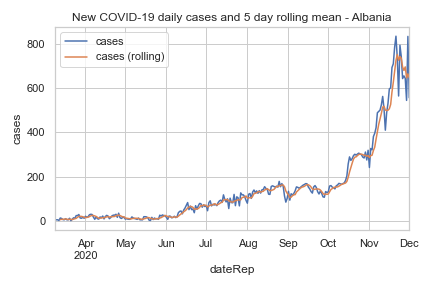 New COVID-19 daily cases and 5 day rolling mean - Albania
cases
cases (rolling)
800
600
400
200
0
cases
Apr
2020
May
Jun
Jul
Aug
Sep
Oct
Nov
Dec
dateRep